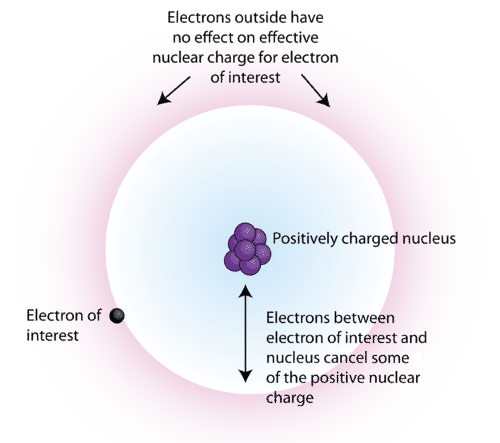 Electrons outside have
no effect on effective
nuclear charge for electron
of interest
Positively charged nucleus
Electron of
interest
Electrons between
electron of interest and
nucleus cancel some
of the positive nuclear
charge